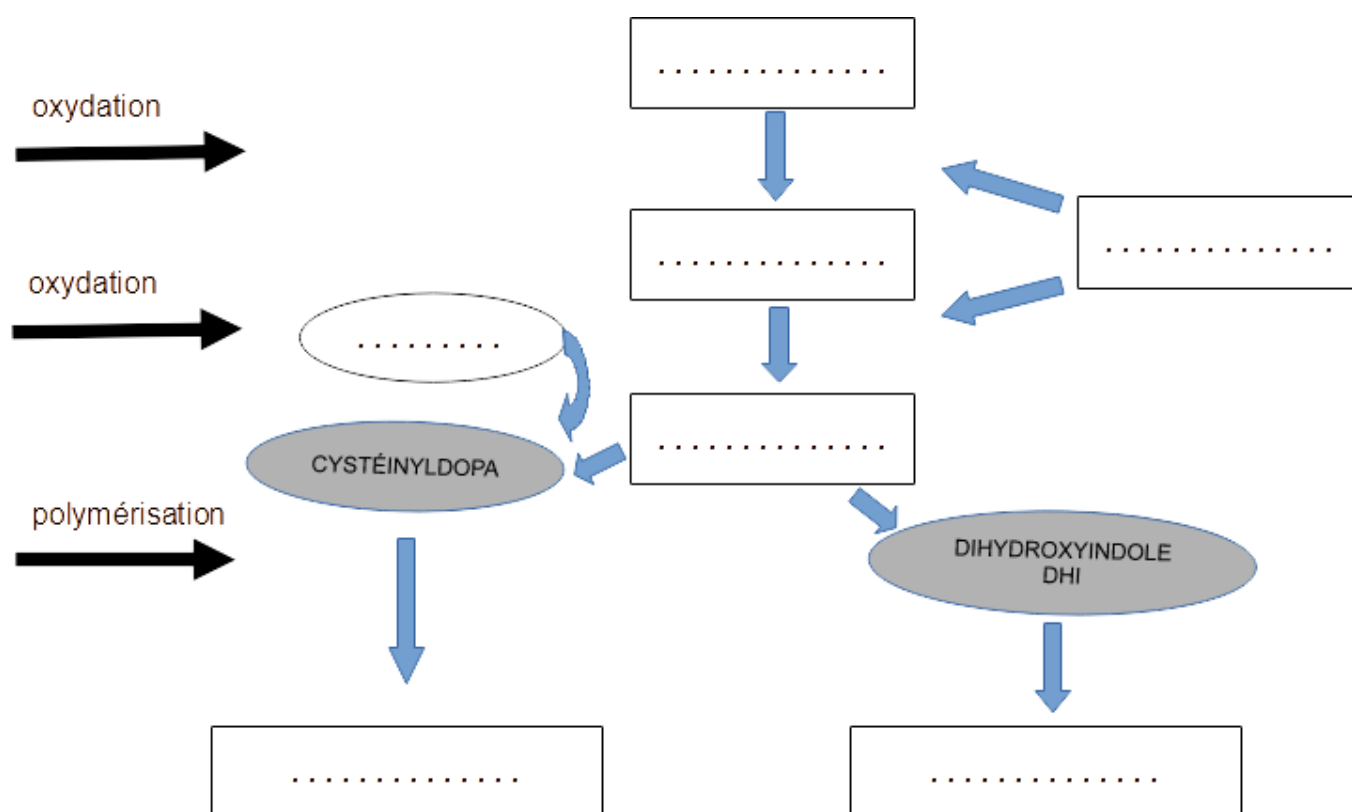 . . . . . . . . . . . . . .
oxydation
. . . . . . . . . . . . . .
. . . . . . . . . . . . . .
oxydation
. . . . . . . . .
. . . . . . . . . . . . . .
CYSTÉINYLDOPA
polymérisation
DIHYDROXYINDOLE
DHI
. . . . . . . . . . . . . .
. . . . . . . . . . . . . .